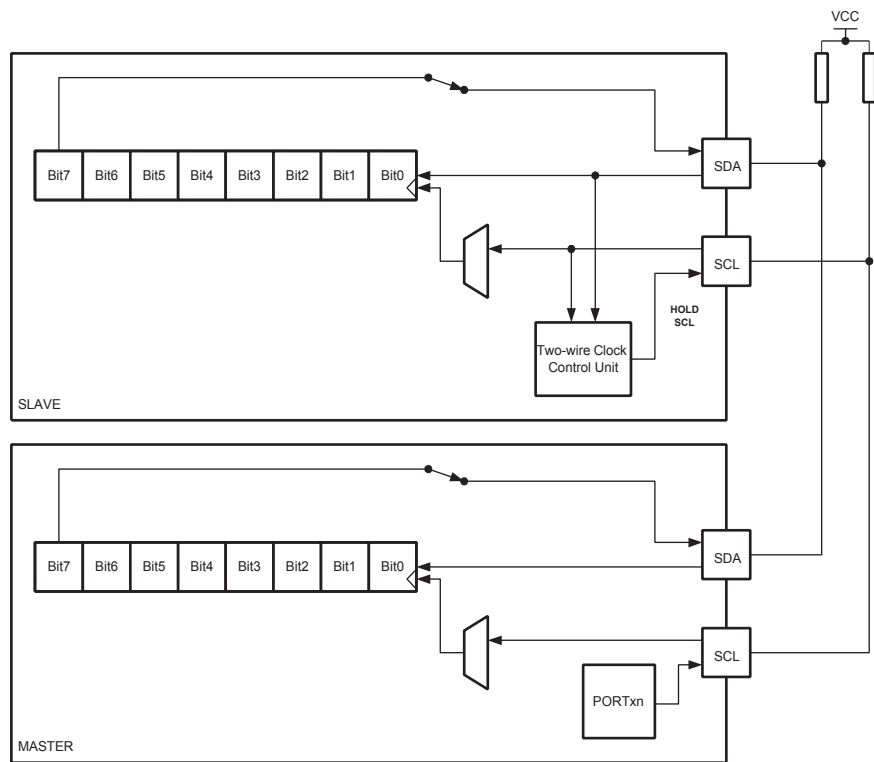 VCC
SDA
Bit7 Bit6 Bit5 Bit4 Bit3 Bit2 Bit1 Bit0
SCL
HOLD
SCL
Two-wire Clock
Control Unit
SLAVE
SDA
Bit7 Bit6 Bit5 Bit4 Bit3 Bit2 Bit1 Bit0
SCL
PORTxn
MASTER